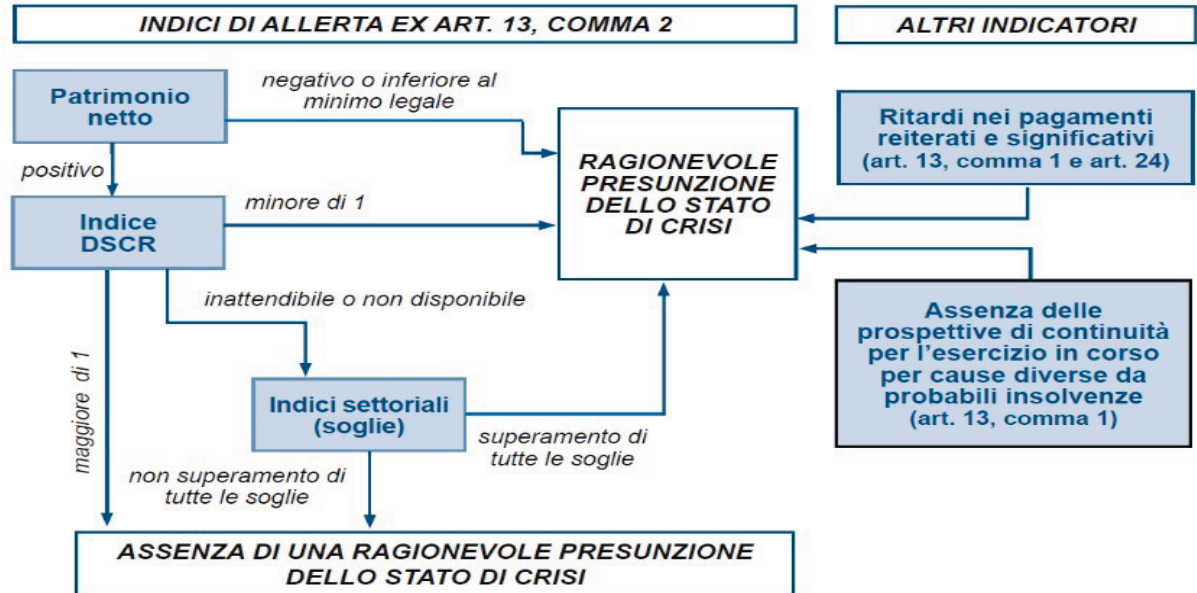 INDICI DI ALLERTA EX ART. 13, COMMA 2
ALTRI INDICATORI
Patrimonio
netto
negativo o inferiore al
minimo legale
positivo
Indice
DSCR
minore di 1
RAGIONEVOLE
PRESUNZIONE
DELLO STATO
DI CRISI
Ritardi nei pagamenti
reiterati e significativi
(art. 13, comma 1 e art. 24)
inattendibile o non disponibile
maggiore di 1
Indici settoriali
(soglie)
superamento di
tutte le soglie
non superamento di
tutte le soglie
Assenza delle
prospettive di continuità
per l’esercizio in corso
per cause diverse da
probabili insolvenze
(art. 13, comma 1)
ASSENZA DI UNA RAGIONEVOLE PRESUNZIONE
DELLO STATO DI CRISI